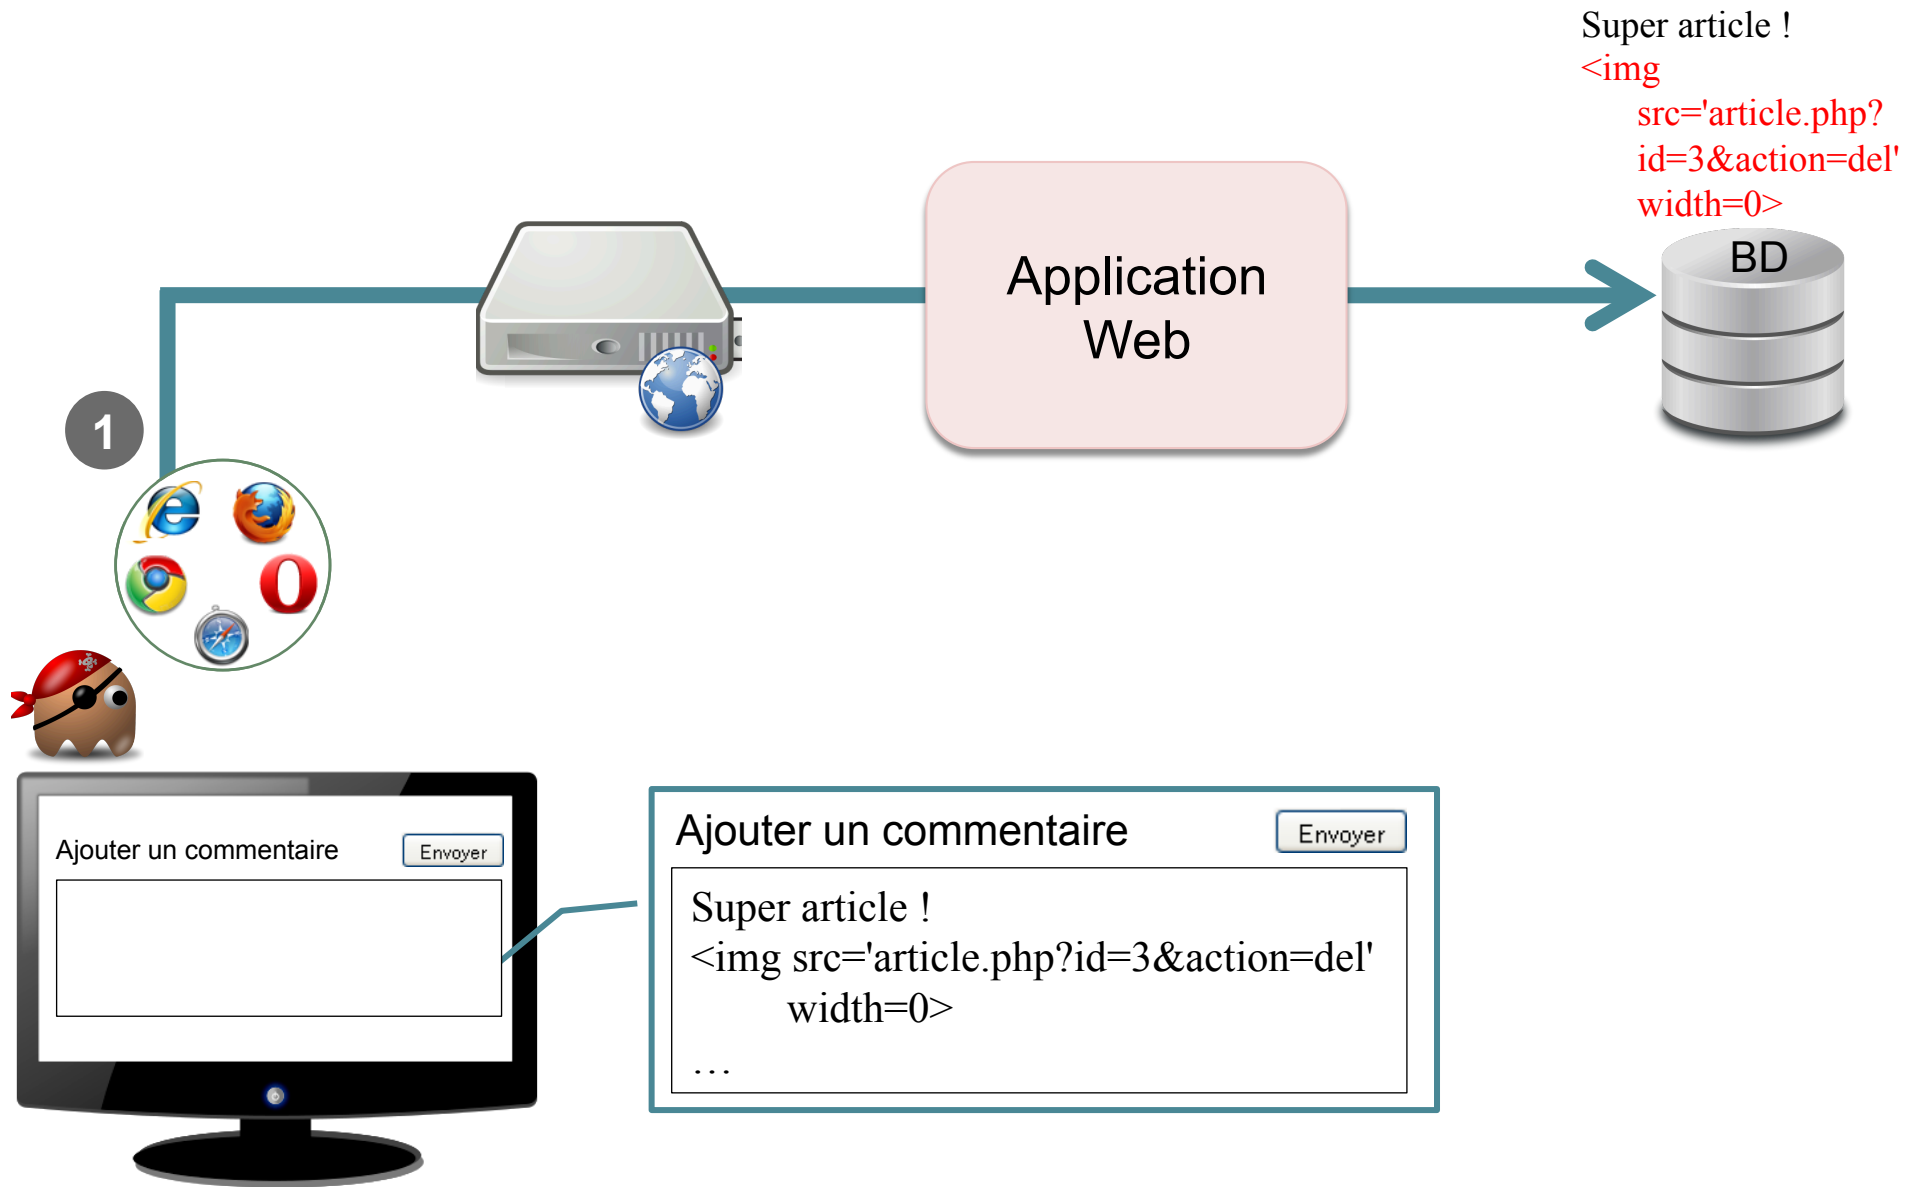 Super article !
<img
src='article.php?
id=3&action=del'
width=0>
BD
Application
Web
1
Ajouter un commentaire
Envoyer
Ajouter un commentaire
Envoyer
Super article !
<img src='article.php?id=3&action=del'
width=0>
…